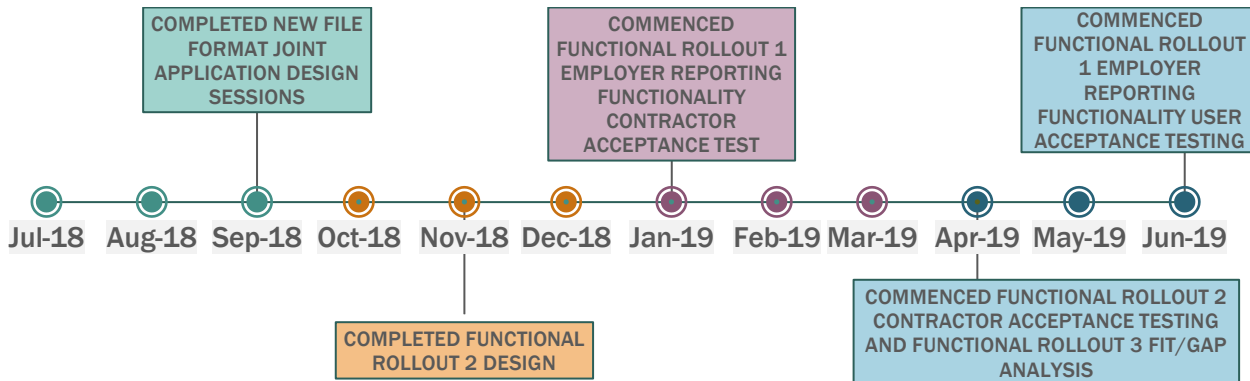 COMPLETED NEW FILE
FORMAT JOINT
APPLICATION DESIGN
SESSIONS
COMMENCED
FUNCTIONAL ROLLOUT 1
EMPLOYER REPORTING
FUNCTIONALITY
CONTRACTOR
ACCEPTANCE TEST
COMMENCED
FUNCTIONAL ROLLOUT
1 EMPLOYER
REPORTING
FUNCTIONALITY USER
ACCEPTANCE TESTING
Jul-18 Aug-18 Sep-18 Oct-18 Nov-18 Dec-18 Jan-19 Feb-19 Mar-19 Apr-19 May-19 Jun-19
COMPLETED FUNCTIONAL
ROLLOUT 2 DESIGN
COMMENCED FUNCTIONAL ROLLOUT 2
CONTRACTOR ACCEPTANCE TESTING
AND FUNCTIONAL ROLLOUT 3 FIT/GAP
ANALYSIS